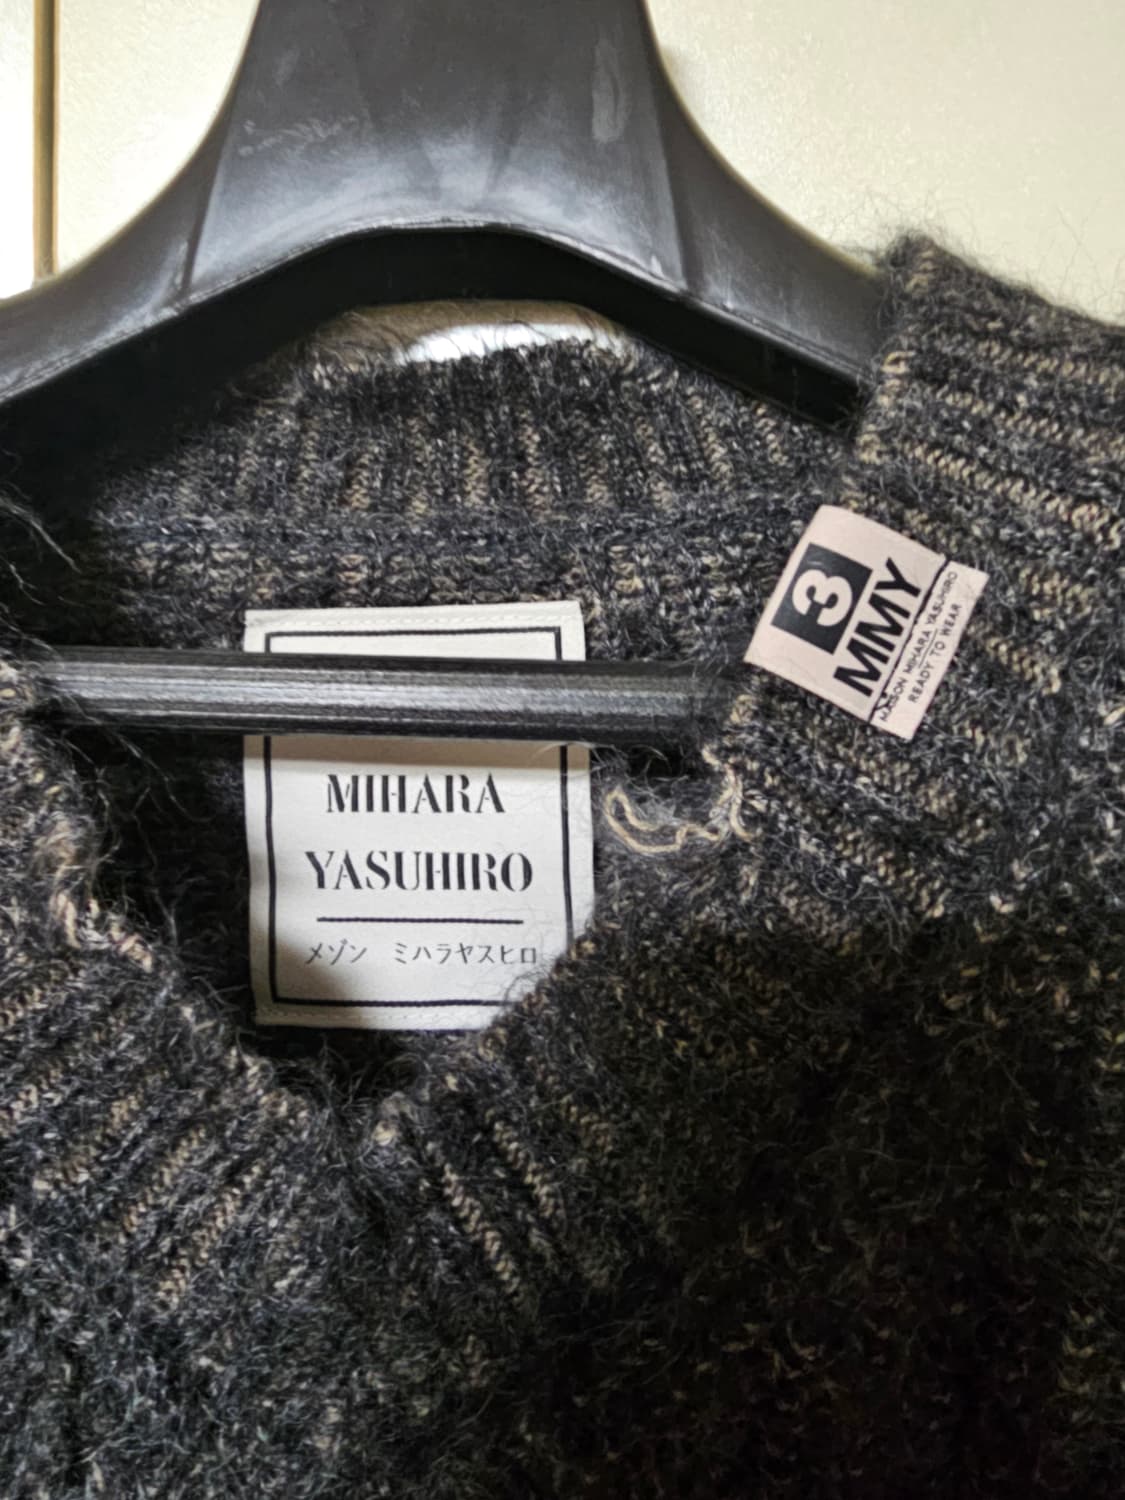 MIHARA
YASUHIRO
メゾン ミハラヤスヒロ
3
MMY
MAISON MIHARA YASUHIRO
READY TO WEAR